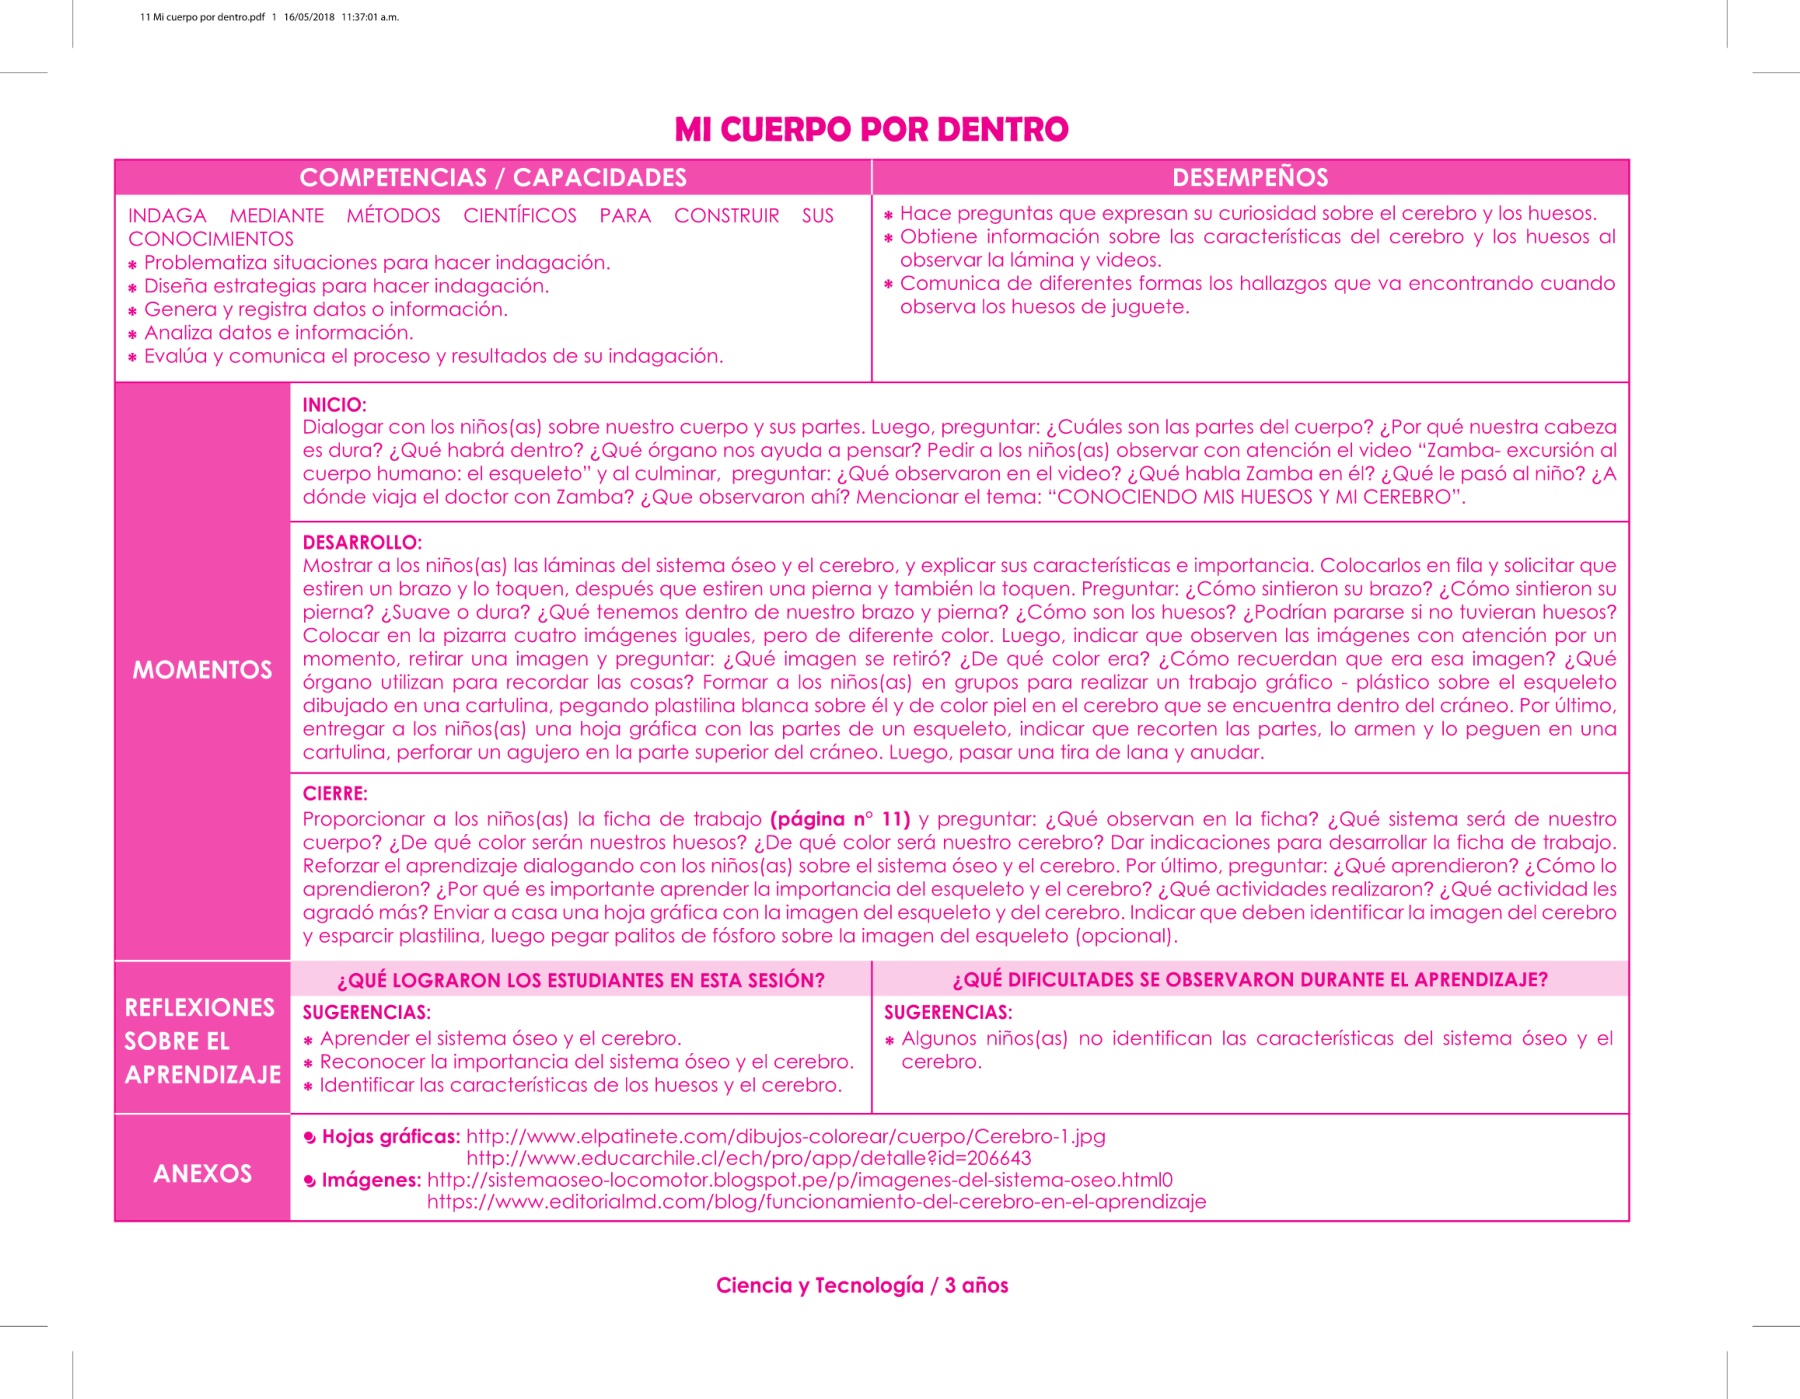 11 Mi cuerpo por dentro.pdf   1   16/05/2018   11:37:01 a.m.
MI CUERPO POR DENTRO
COMPETENCIAS / CAPACIDADES
INDAGA MEDIANTE MÉTODOS CIENTÍFICOS PARA CONSTRUIR SUS
CONOCIMIENTOS
* Problematiza situaciones para hacer indagación.
* Diseña estrategias para hacer indagación.
* Genera y registra datos o información.
* Analiza datos e información.
* Evalúa y comunica el proceso y resultados de su indagación.
DESEMPEÑOS
* Hace preguntas que expresan su curiosidad sobre el cerebro y los huesos.
* Obtiene información sobre las características del cerebro y los huesos al
observar la lámina y videos.
* Comunica de diferentes formas los hallazgos que va encontrando cuando
observa los huesos de juguete.
MOMENTOS
INICIO:
Dialogar con los niños(as) sobre nuestro cuerpo y sus partes. Luego, preguntar: ¿Cuáles son las partes del cuerpo? ¿Por qué nuestra cabeza
es dura? ¿Qué habrá dentro? ¿Qué órgano nos ayuda a pensar? Pedir a los niños(as) observar con atención el video “Zamba- excursión al
cuerpo humano: el esqueleto” y al culminar,  preguntar: ¿Qué observaron en el video? ¿Qué habla Zamba en él? ¿Qué le pasó al niño? ¿A
dónde viaja el doctor con Zamba? ¿Que observaron ahí? Mencionar el tema: “CONOCIENDO MIS HUESOS Y MI CEREBRO”.
DESARROLLO:
Mostrar a los niños(as) las láminas del sistema óseo y el cerebro, y explicar sus características e importancia. Colocarlos en fila y solicitar que
estiren un brazo y lo toquen, después que estiren una pierna y también la toquen. Preguntar: ¿Cómo sintieron su brazo? ¿Cómo sintieron su
pierna? ¿Suave o dura? ¿Qué tenemos dentro de nuestro brazo y pierna? ¿Cómo son los huesos? ¿Podrían pararse si no tuvieran huesos?
Colocar en la pizarra cuatro imágenes iguales, pero de diferente color. Luego, indicar que observen las imágenes con atención por un
momento, retirar una imagen y preguntar: ¿Qué imagen se retiró? ¿De qué color era? ¿Cómo recuerdan que era esa imagen? ¿Qué
órgano utilizan para recordar las cosas? Formar a los niños(as) en grupos para realizar un trabajo gráfico - plástico sobre el esqueleto
dibujado en una cartulina, pegando plastilina blanca sobre él y de color piel en el cerebro que se encuentra dentro del cráneo. Por último,
entregar a los niños(as) una hoja gráfica con las partes de un esqueleto, indicar que recorten las partes, lo armen y lo peguen en una
cartulina, perforar un agujero en la parte superior del cráneo. Luego, pasar una tira de lana y anudar.
CIERRE:
Proporcionar a los niños(as) la ficha de trabajo (página n° 11) y preguntar: ¿Qué observan en la ficha? ¿Qué sistema será de nuestro
cuerpo? ¿De qué color serán nuestros huesos? ¿De qué color será nuestro cerebro? Dar indicaciones para desarrollar la ficha de trabajo.
Reforzar el aprendizaje dialogando con los niños(as) sobre el sistema óseo y el cerebro. Por último, preguntar: ¿Qué aprendieron? ¿Cómo lo
aprendieron? ¿Por qué es importante aprender la importancia del esqueleto y el cerebro? ¿Qué actividades realizaron? ¿Qué actividad les
agradó más? Enviar a casa una hoja gráfica con la imagen del esqueleto y del cerebro. Indicar que deben identificar la imagen del cerebro
y esparcir plastilina, luego pegar palitos de fósforo sobre la imagen del esqueleto (opcional).
REFLEXIONES
SOBRE EL
APRENDIZAJE
¿QUÉ LOGRARON LOS ESTUDIANTES EN ESTA SESIÓN?
SUGERENCIAS:
* Aprender el sistema óseo y el cerebro.
* Reconocer la importancia del sistema óseo y el cerebro.
* Identificar las características de los huesos y el cerebro.
¿QUÉ DIFICULTADES SE OBSERVARON DURANTE EL APRENDIZAJE?
SUGERENCIAS:
* Algunos niños(as) no identifican las características del sistema óseo y el
cerebro.
ANEXOS
Hojas gráficas: http://www.elpatinete.com/dibujos-colorear/cuerpo/Cerebro-1.jpg
http://www.educarchile.cl/ech/pro/app/detalle?id=206643
Imágenes: http://sistemaoseo-locomotor.blogspot.pe/p/imagenes-del-sistema-oseo.html0
https://www.editorialmd.com/blog/funcionamiento-del-cerebro-en-el-aprendizaje
Ciencia y Tecnología / 3 años